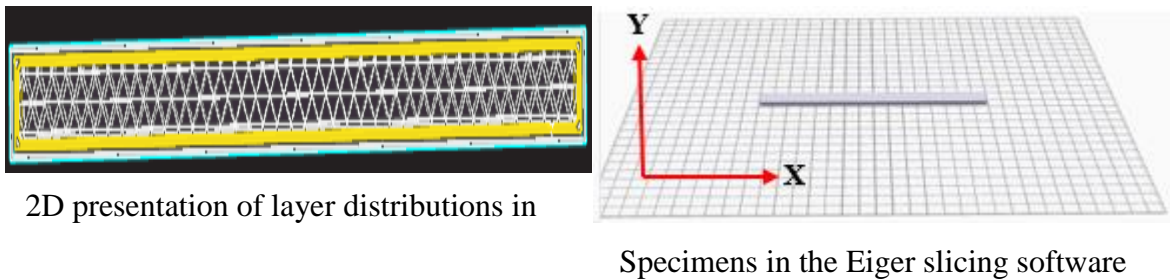 Y
X
2D presentation of layer distributions in
Specimens in the Eiger slicing software